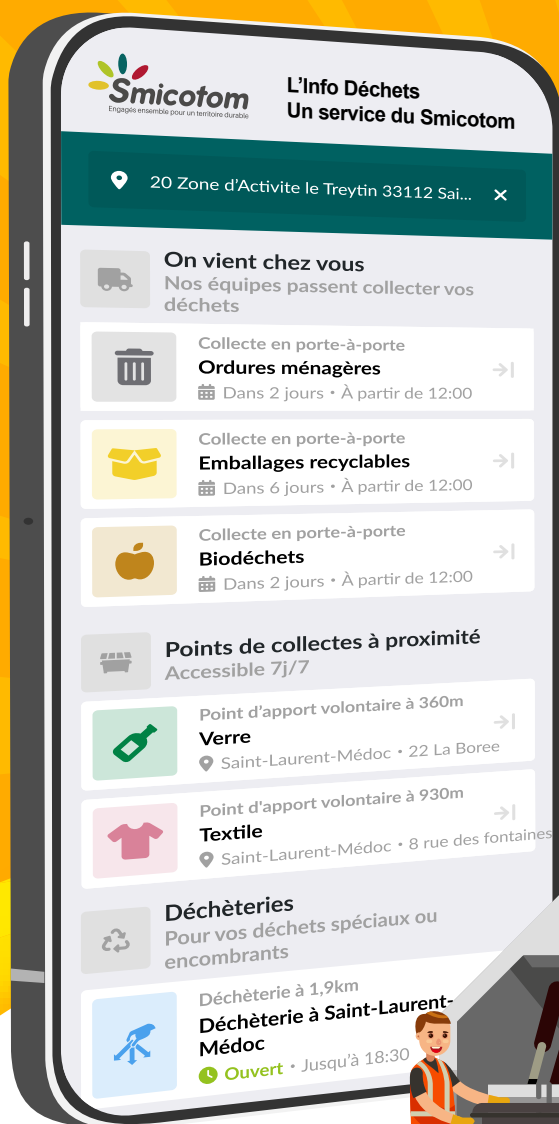 Smicotom
Engagés ensemble pour un territoire durable
L'Info Déchets
Un service du Smicotom
20 Zone d'Activite le Treytin 33112 Sai...
On vient chez vous
Nos équipes passent collecter vos
déchets
Collecte en porte-à-porte
Ordures ménagères
Dans 2 jours • À partir de 12:00
Collecte en porte-à-porte
Emballages recyclables
Dans 6 jours • À partir de 12:00
Collecte en porte-à-porte
Biodéchets
Dans 2 jours • À partir de 12:00
Points de collectes à proximité
Accessible 7j/7
Point d'apport volontaire à 360m
Verre
Saint-Laurent-Médoc • 22 La Boree
Point d'apport volontaire à 930m
Textile
Saint-Laurent-Médoc • 8 rue des fontaines
Déchèteries
Pour vos déchets spéciaux ou
encombrants
Déchèterie à 1,9km
Déchèterie à Saint-Laurent-
Médoc
Ouvert • Jusqu'à 18:30